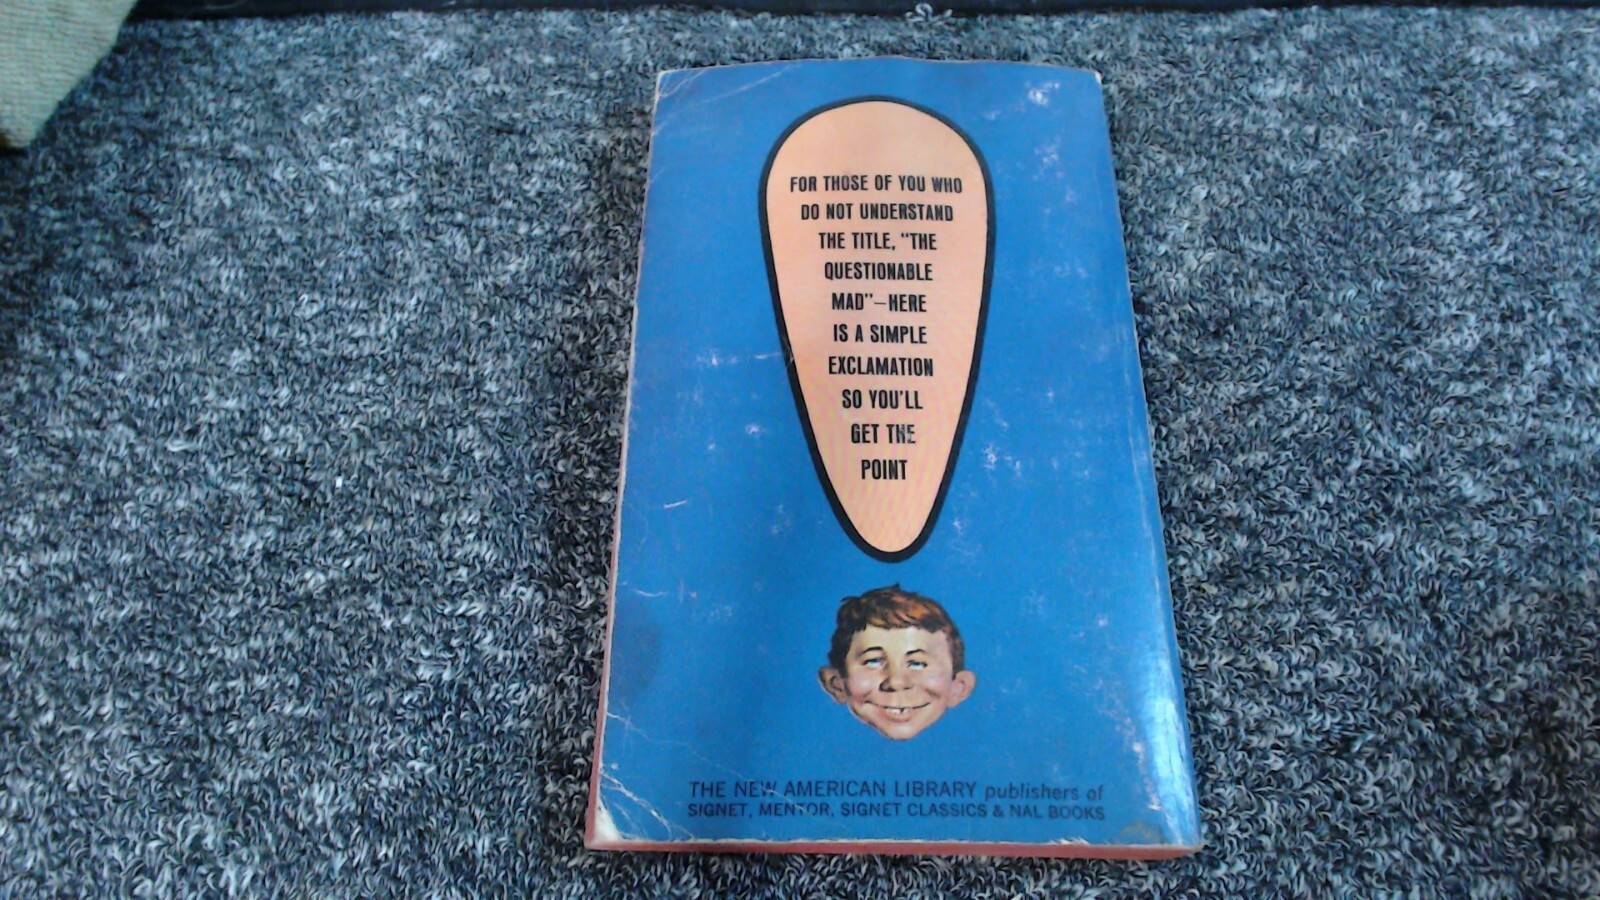 FOR THOSE OF YOU WHO
DO NOT UNDERSTAND
THE TITLE, "THE
QUESTIONABLE
MAD"—HERE
IS A SIMPLE
EXCLAMATION
SO YOU'LL
GET THE
POINT
THE NEW AMERICAN LIBRARY publishers of
SIGNET, MENTOR, SIGNET CLASSICS & NAL BOOKS